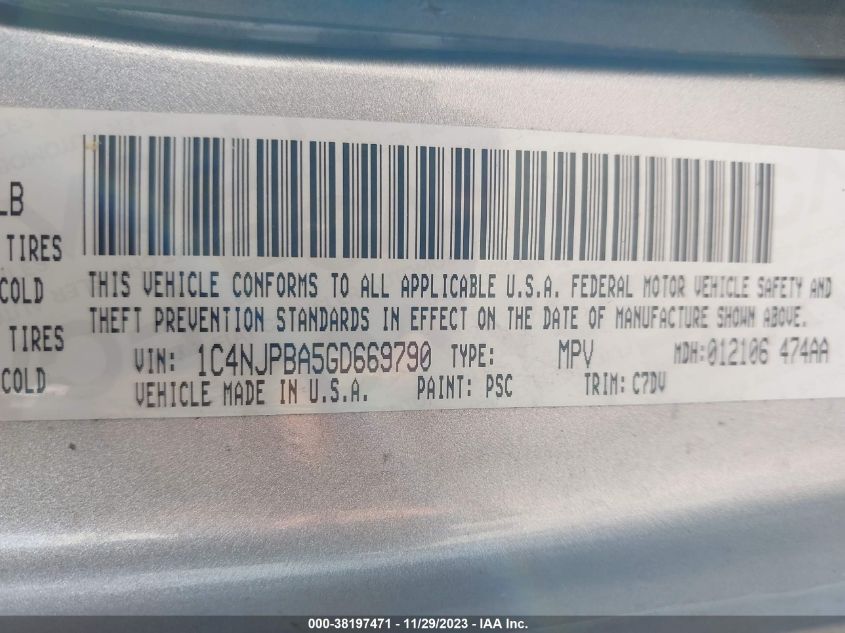 LB
TIRES
COLD
THIS VEHICLE CONFORMS TO ALL APPLICABLE U.S.A. FEDERAL MOTOR VEHICLE SAFETY AND
THEFT PREVENTION STANDARDS IN EFFECT ON THE DATE OF MANUFACTURE SHOWN ABOVE.
TIRES
VIN: 1C4NJPBA5GD669790 TYPE: MPV MDH:012106 474AA
COLD
VEHICLE MADE IN U.S.A. PAINT: PSC TRIM: C7DV
000-38197471 - 11/29/2023 - IAA Inc.